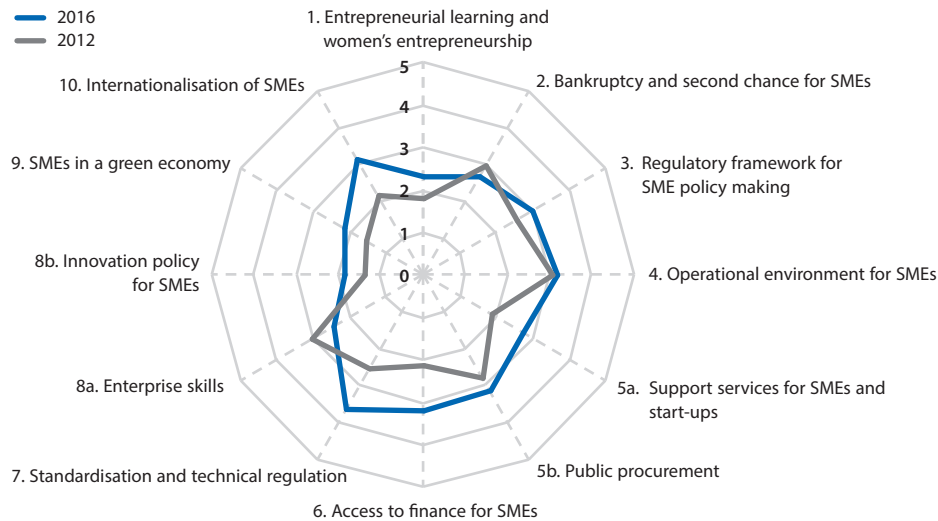 2016
2012
1. Entrepreneurial learning and
women's entrepreneurship
2. Bankruptcy and second chance for SMEs
3. Regulatory framework for
SME policy making
4. Operational environment for SMEs
5a. Support services for SMEs and
start-ups
5b. Public procurement
6. Access to finance for SMEs
7. Standardisation and technical regulation
8a. Enterprise skills
8b. Innovation policy
for SMEs
9. SMEs in a green economy
10. Internationalisation of SMEs
5
4
3
2
1
0